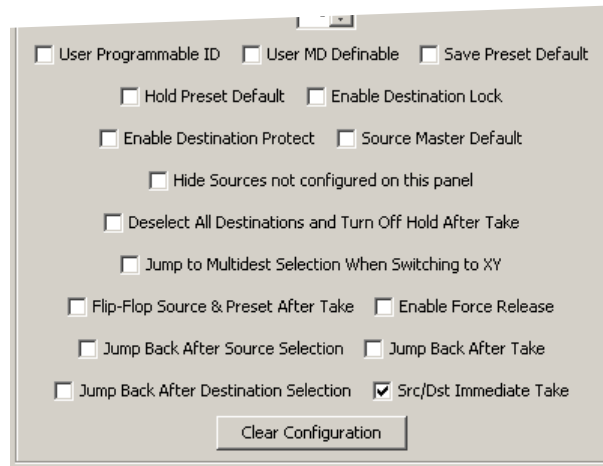 User Programmable ID User MD Definable Save Preset Default
Hold Preset Default Enable Destination Lock
Enable Destination Protect Source Master Default
Hide Sources not configured on this panel
Deselect All Destinations and Turn Off Hold After Take
Jump to Multidest Selection When Switching to XY
Flip-Flop Source & Preset After Take Enable Force Release
Jump Back After Source Selection Jump Back After Take
Jump Back After Destination Selection Src/Dst Immediate Take
Clear Configuration